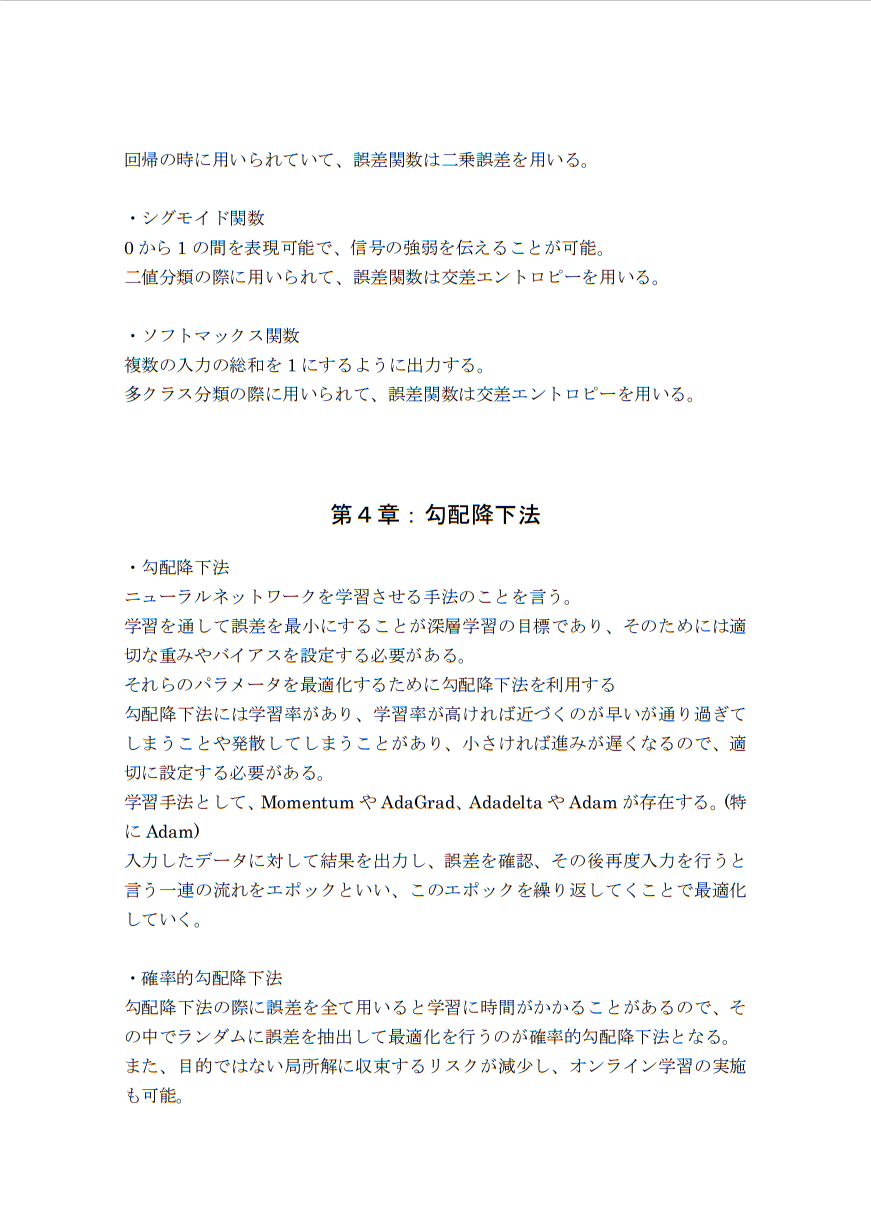 回帰の時に用いられていて、誤差関数は二乗誤差を用いる。
・シグモイド関数
0 から 1 の間を表現可能で、信号の強弱を伝えることが可能。
二値分類の際に用いられて、誤差関数は交差エントロピーを用いる。
・ソフトマックス関数
複数の入力の総和を 1 にするように出力する。
多クラス分類の際に用いられて、誤差関数は交差エントロピーを用いる。
第４章：勾配降下法
・勾配降下法
ニューラルネットワークを学習させる手法のことを言う。
学習を通して誤差を最小にすることが深層学習の目標であり、そのためには適
切な重みやバイアスを設定する必要がある。
それらのパラメータを最適化するために勾配降下法を利用する
勾配降下法には学習率があり、学習率が高ければ近づくのが早いが通り過ぎて
しまうことや発散してしまうことがあり、小さければ進みが遅くなるので、適
切に設定する必要がある。
学習手法として、Momentum や AdaGrad、Adadelta や Adam が存在する。(特
に Adam)
入力したデータに対して結果を出力し、誤差を確認、その後再度入力を行うと
言う一連の流れをエポックといい、このエポックを繰り返してくことで最適化
していく。
・確率的勾配降下法
勾配降下法の際に誤差を全て用いると学習に時間がかかることがあるので、そ
の中でランダムに誤差を抽出して最適化を行うのが確率的勾配降下法となる。
また、目的ではない局所解に収束するリスクが減少し、オンライン学習の実施
も可能。